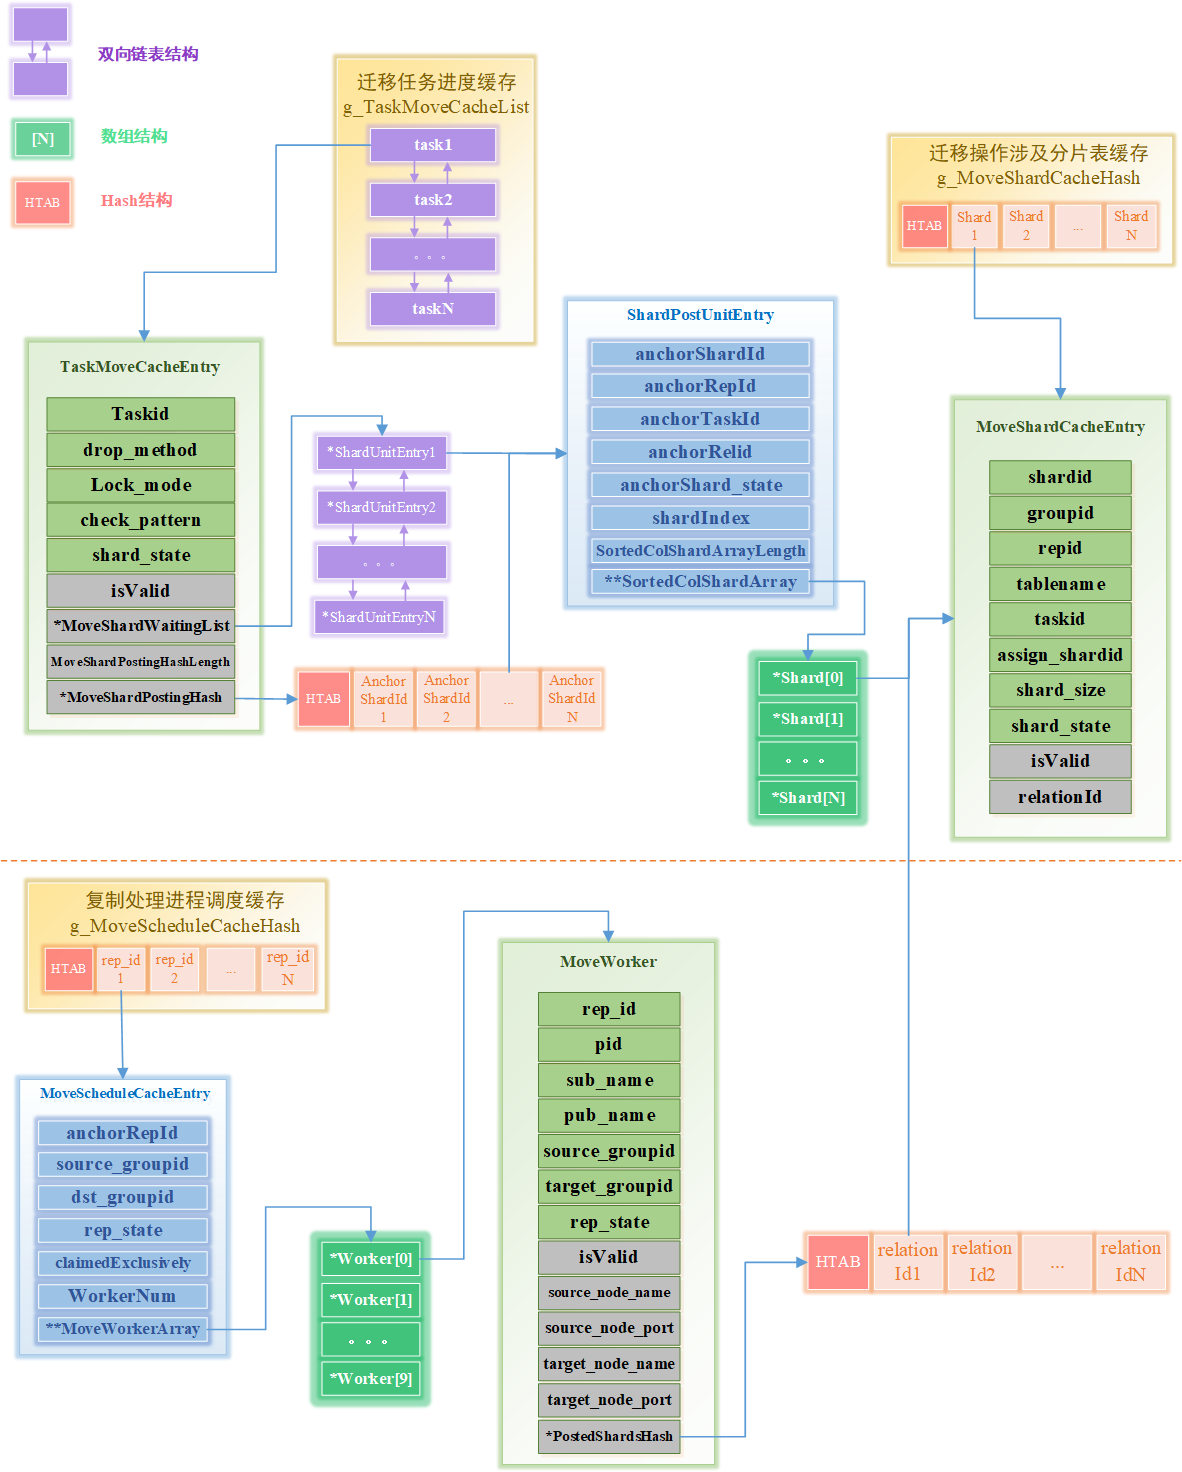 双向链表结构
[N]
数组结构
HTAB
Hash结构
迁移任务进度缓存
g_TaskMoveCacheList
task1
task2
。。。
taskN
迁移操作涉及分片表缓存
g_MoveShardCacheHash
HTAB
Shard
1
Shard
2
...
Shard
N
TaskMoveCacheEntry
Taskid
drop_method
Lock_mode
check_pattern
shard_state
isValid
*MoveShardWaitingList
MoveShardPostingHashLength
*MoveShardPostingHash
*ShardUnitEntry1
*ShardUnitEntry2
。。。
*ShardUnitEntryN
HTAB
Anchor
ShardId
1
Anchor
ShardId
2
...
Anchor
ShardId
N
ShardPostUnitEntry
anchorShardId
anchorRepId
anchorTaskId
anchorRelid
anchorShard_state
shardIndex
SortedColShardArrayLength
**SortedColShardArray
*Shard[0]
*Shard[1]
。。。
*Shard[N]
MoveShardCacheEntry
shardid
groupid
repid
tablename
taskid
assign_shardid
shard_size
shard_state
isValid
relationId
复制处理进程调度缓存
g_MoveScheduleCacheHash
HTAB
rep_id
1
rep_id
2
...
rep_id
N
MoveScheduleCacheEntry
anchorRepId
source_groupid
dst_groupid
rep_state
claimedExclusively
WorkerNum
**MoveWorkerArray
*Worker[0]
*Worker[1]
。。。
*Worker[9]
MoveWorker
rep_id
pid
sub_name
pub_name
source_groupid
target_groupid
rep_state
isValid
source_node_name
source_node_port
target_node_name
target_node_port
*PostedShardsHash
HTAB
relation
Id1
relation
Id2
...
relation
IdN